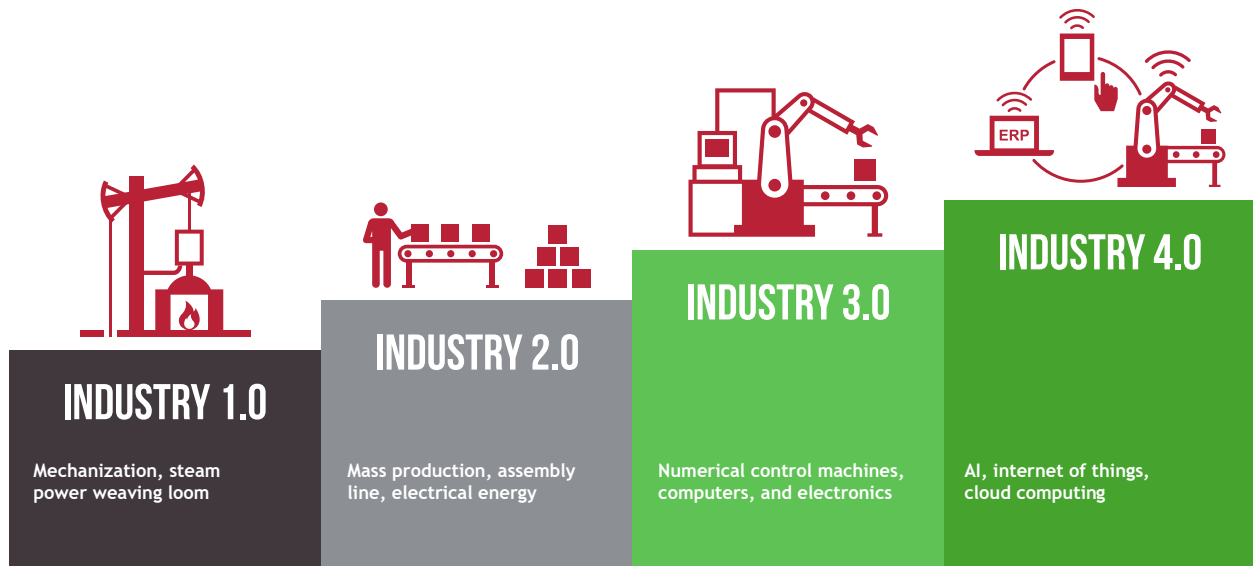 ERP
INDUSTRY 1.0
Mechanization, steam
power weaving loom
INDUSTRY 2.0
Mass production, assembly
line, electrical energy
INDUSTRY 3.0
Numerical control machines,
computers, and electronics
INDUSTRY 4.0
AI, internet of things,
cloud computing